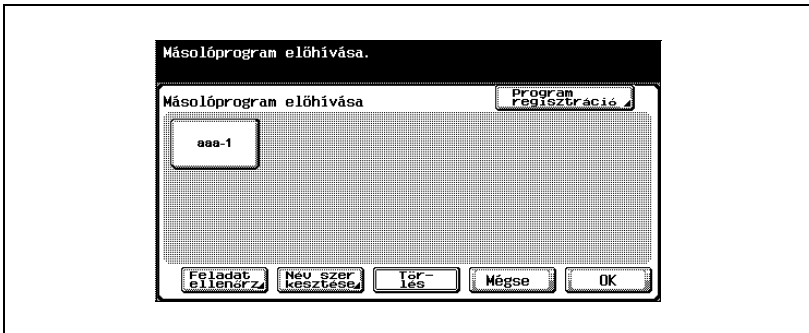 Másolóprogram előhívása.
Másolóprogram előhívása
Program
regisztráció
aaa-1
Feladat
ellenőrz
Név szer
kesztése
Tör-
lés
Mégse
OK